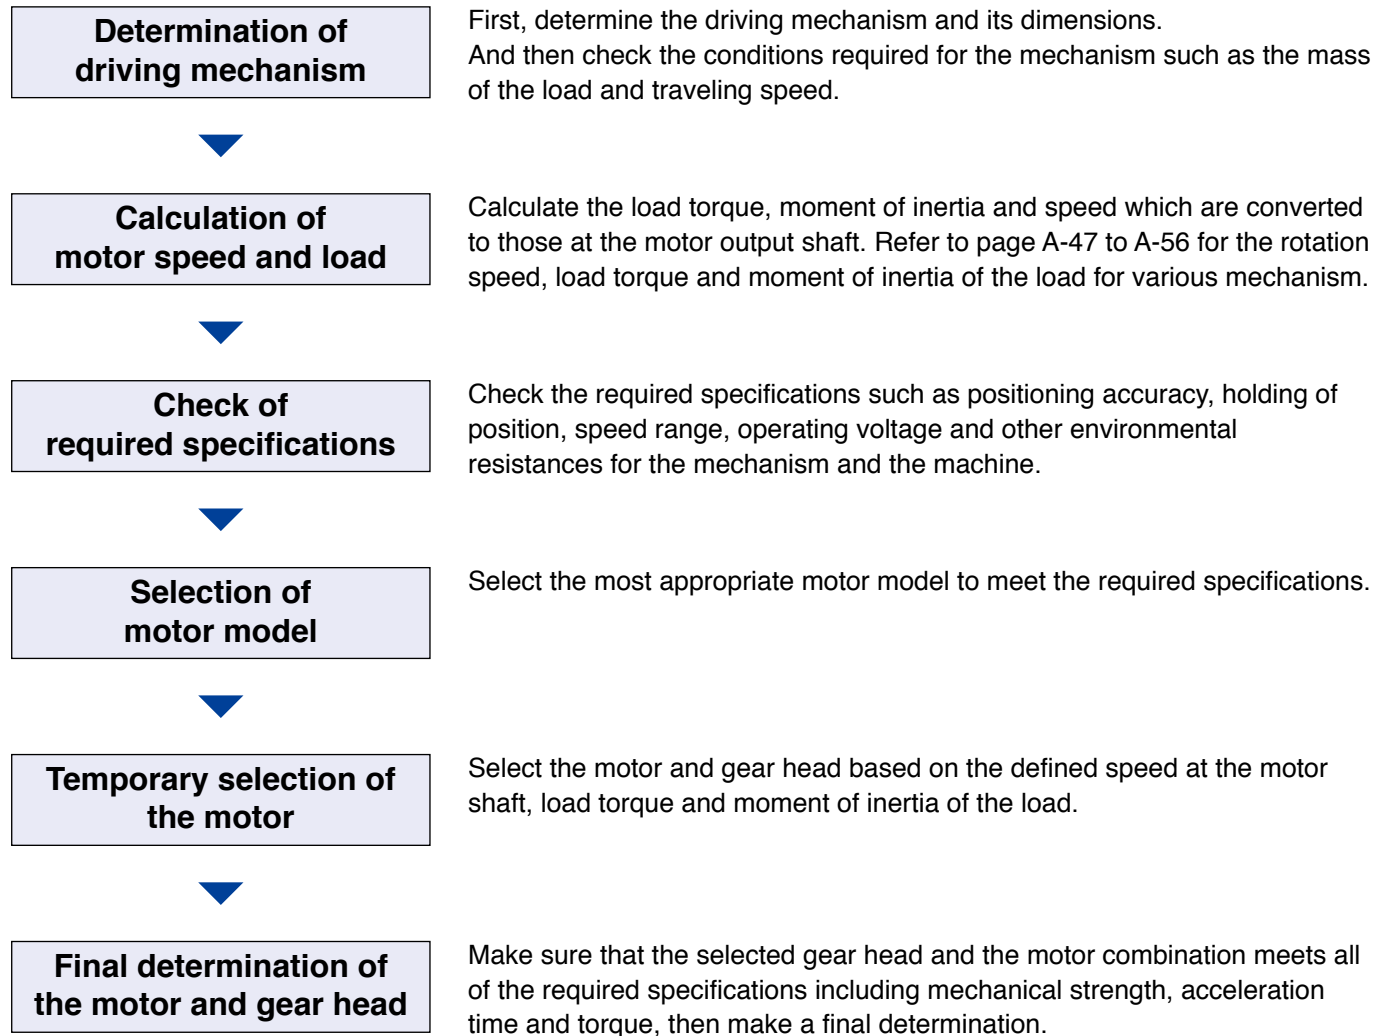 Determination of
driving mechanism
First, determine the driving mechanism and its dimensions.
And then check the conditions required for the mechanism such as the mass
of the load and traveling speed.
Calculation of
motor speed and load
Calculate the load torque, moment of inertia and speed which are converted
to those at the motor output shaft. Refer to page A-47 to A-56 for the rotation
speed, load torque and moment of inertia of the load for various mechanism.
Check of
required specifications
Check the required specifications such as positioning accuracy, holding of
position, speed range, operating voltage and other environmental
resistances for the mechanism and the machine.
Selection of
motor model
Select the most appropriate motor model to meet the required specifications.
Temporary selection of
the motor
Select the motor and gear head based on the defined speed at the motor
shaft, load torque and moment of inertia of the load.
Final determination of
the motor and gear head
Make sure that the selected gear head and the motor combination meets all
of the required specifications including mechanical strength, acceleration
time and torque, then make a final determination.